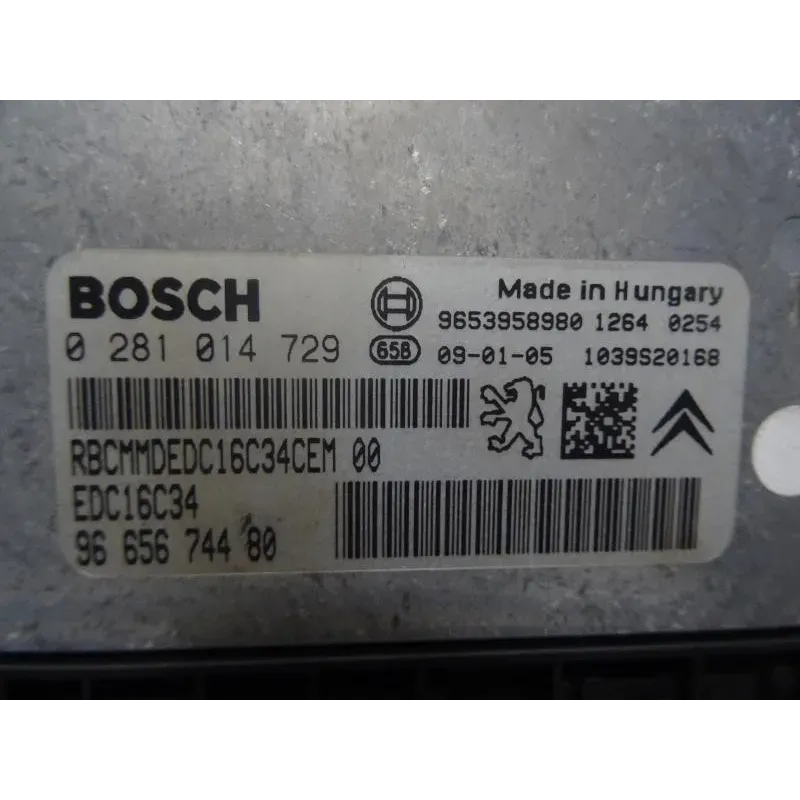 BOSCH
Made in Hungary
9653958980 1264 0254
0 281 014 729
65B
09-01-05 1039S20168
RBCMMDEDC16C34CEM 00
EDC16C34
96 656 744 80